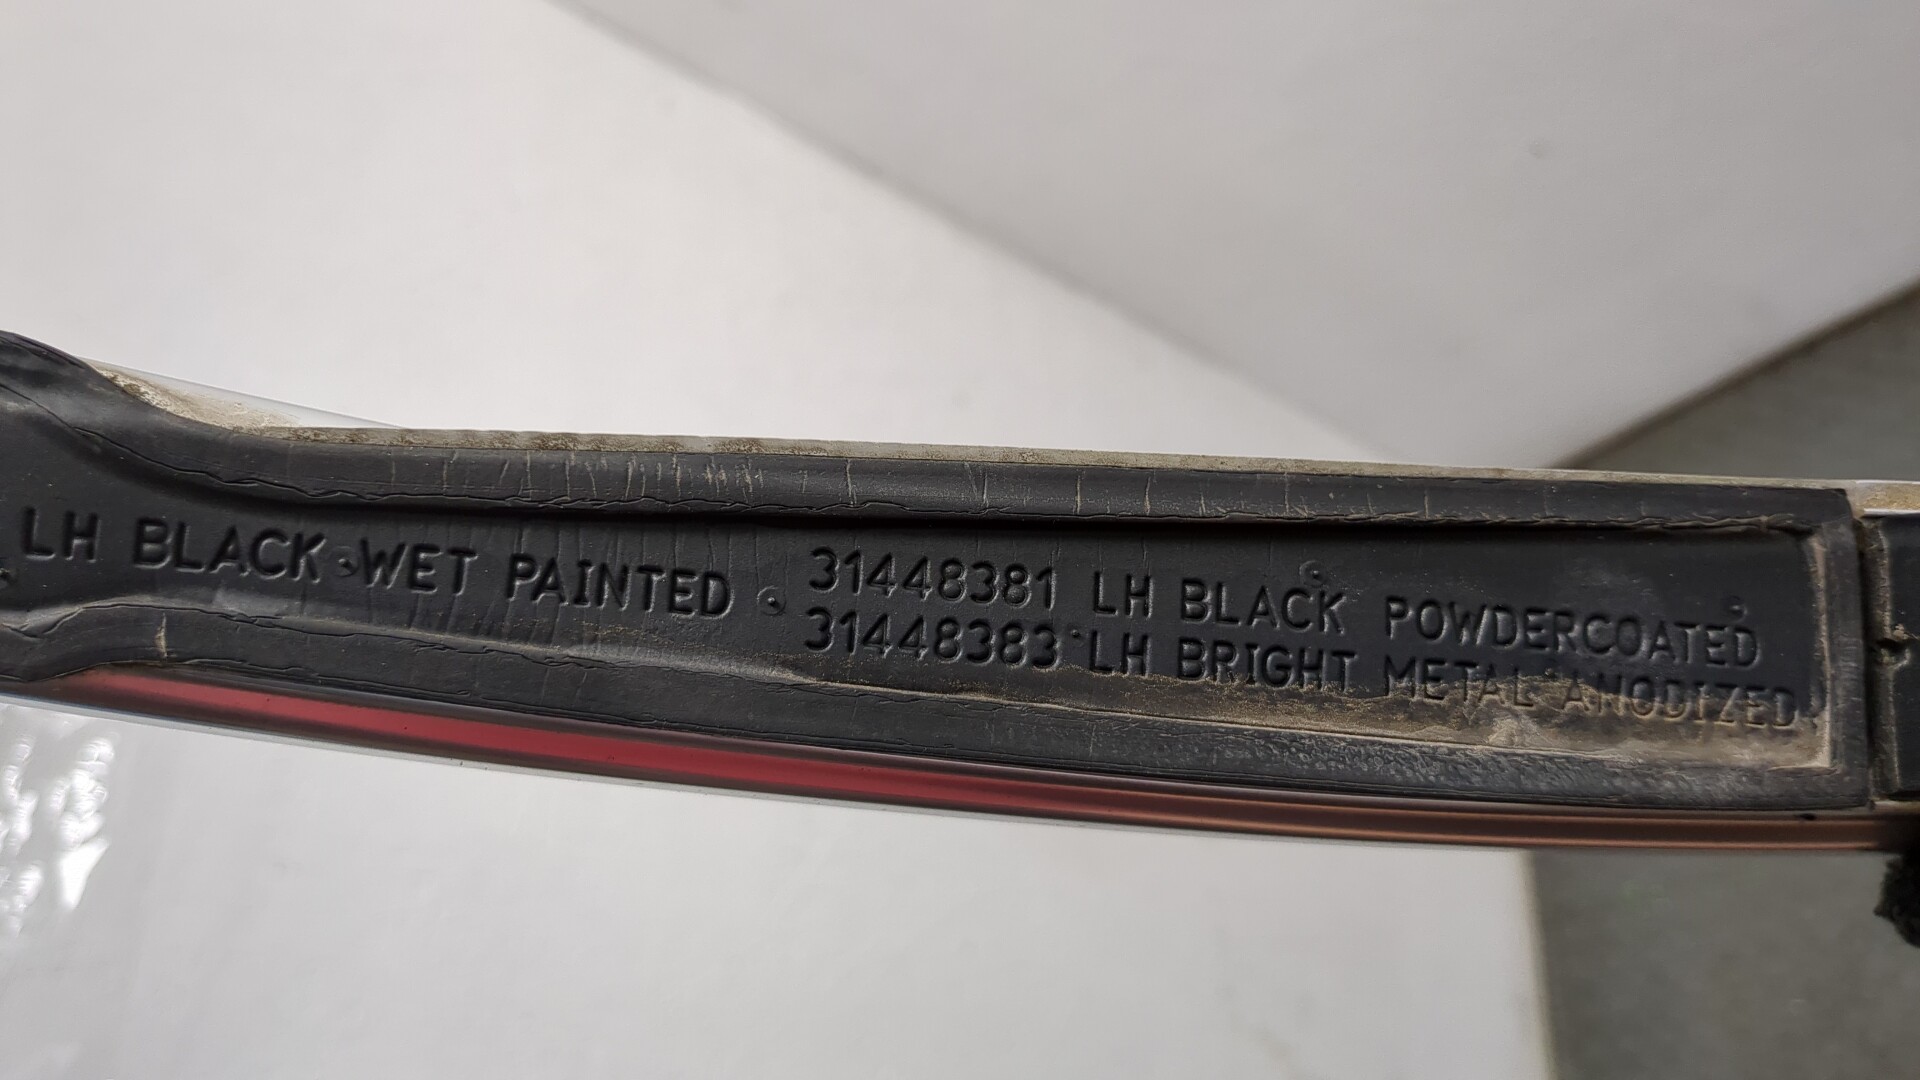 LH BLACK WET PAINTED
31448381 LH BLACK POWDERCOATED
31448383 LH BRIGHT METAL ANODIZED